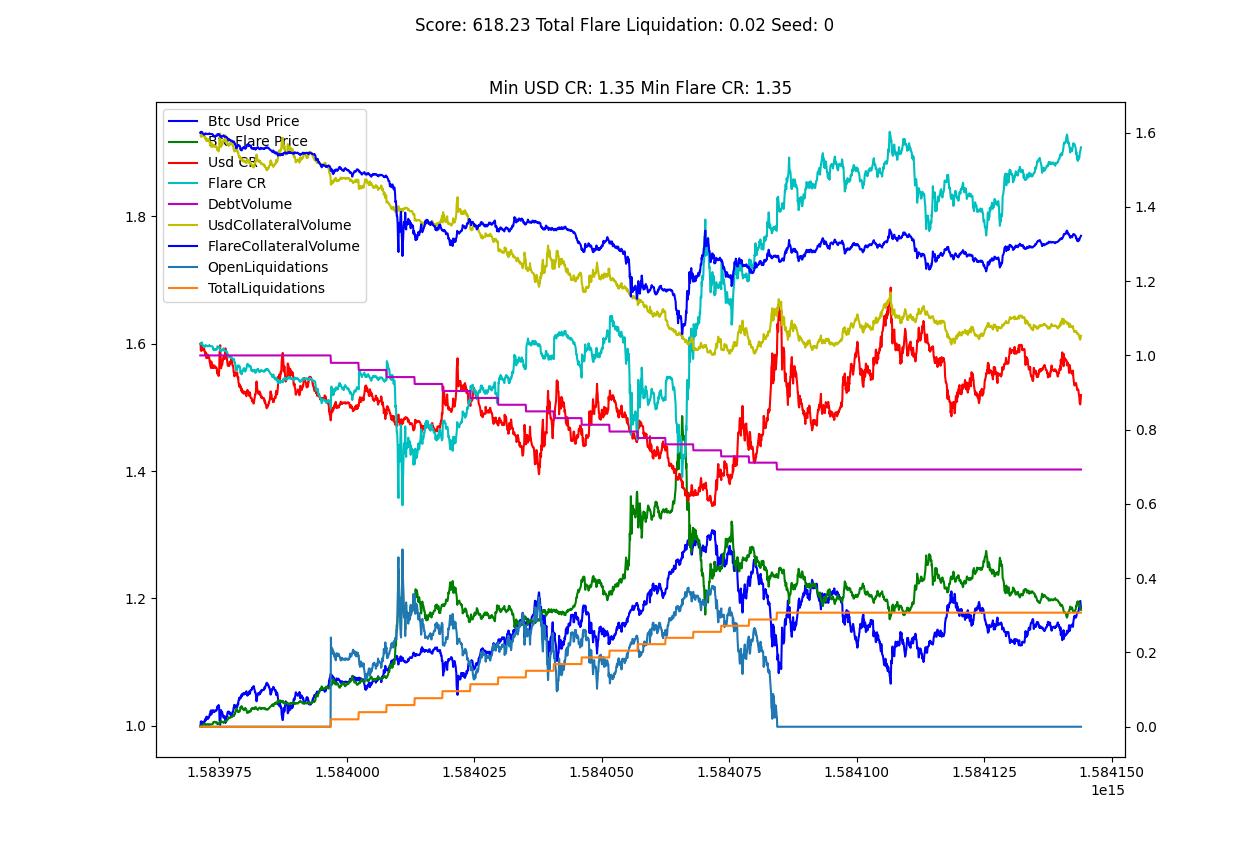 Score: 618.23 Total Flare Liquidation: 0.02 Seed: 0
Min USD CR: 1.35 Min Flare CR: 1.35
Btc Usd Price
Btc Flare Price
Usd CR
Flare CR
DebtVolume
UsdCollateralVolume
FlareCollateralVolume
OpenLiquidations
TotalLiquidations
1.8
1.6
1.4
1.2
1.0
1.6
1.4
1.2
1.0
0.8
0.6
0.4
0.2
0.0
1.583975 1.584000 1.584025 1.584050 1.584075 1.584100 1.584125 1.584150
1e15